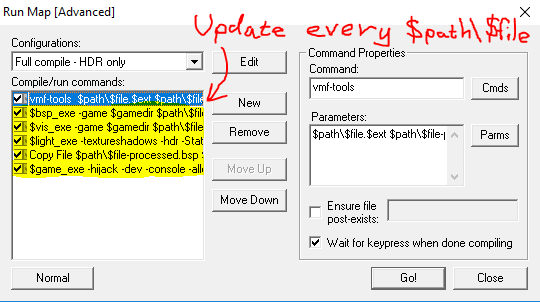 Run Map [Advanced]
Update every $path\$file
Configurations:
Full compile - HDR only
Edit
Compile/run commands:
vmf-tools $path\$file.$ext $path\$file
$bsp_exe -game $gamedir $path\$file
$vis_exe -game $gamedir $path\$file
$light_exe -textureshadows -hdr -Stat
Copy File $path\$file-processed.bsp $
$game_exe -hijack -dev -console -allo
New
Remove
Move Up
Move Down
Command Properties
Command:
vmf-tools
Cmds
Parameters:
$path\$file.$ext $path\$file-p
Parms
Ensure file
post-exists:
Wait for keypress when done compiling
Normal
Go!
Close